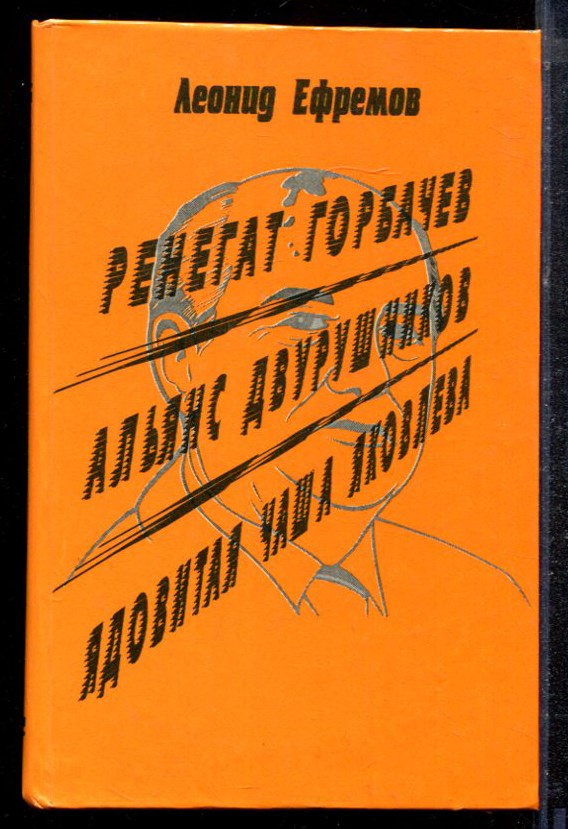 Леонид Ефремов
РЕНЕГАТ ГОРБАЧЕВ
АЛЬЯНС ДВУРУШНИКОВ
ЯДОВИТАЯ ЧАША ЯКОВЛЕВА